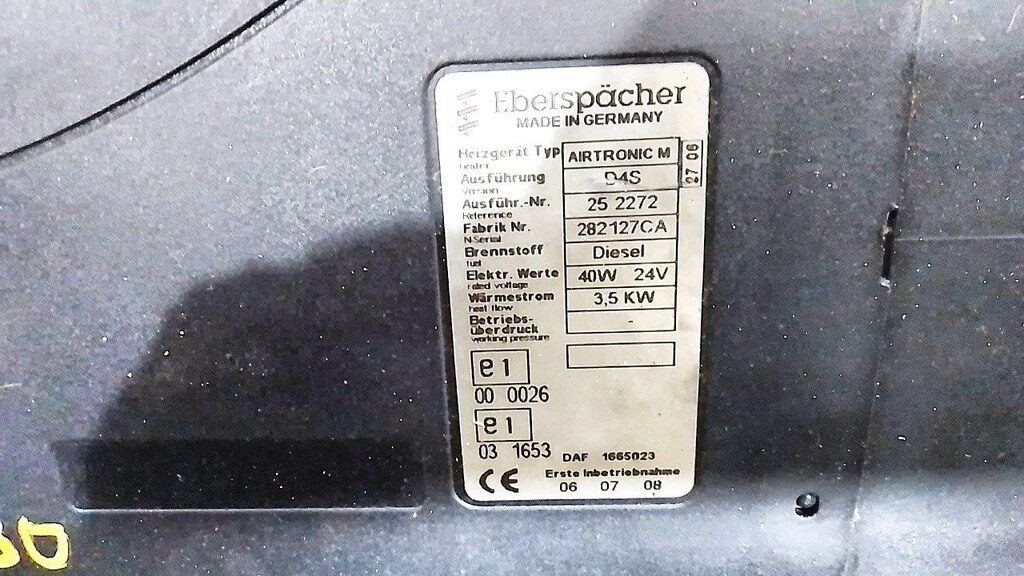 Eberspächer
MADE IN GERMANY
Heizgerät Typ AIRTRONIC M
heater
27 06
Ausführung D4S
Version
Ausführ.-Nr. 25 2272
Reference
Fabrik Nr. 282127CA
N-Serial
Brennstoff Diesel
fuel
Elektr. Werte 40W 24V
rated voltage
Wärmestrom 3,5 KW
heat flow
Betriebs- -
überdruck
working pressure
e1
00 0026
e1
03 1653
DAF 1665023
CE Erste Inbetriebnahme
06 07 08